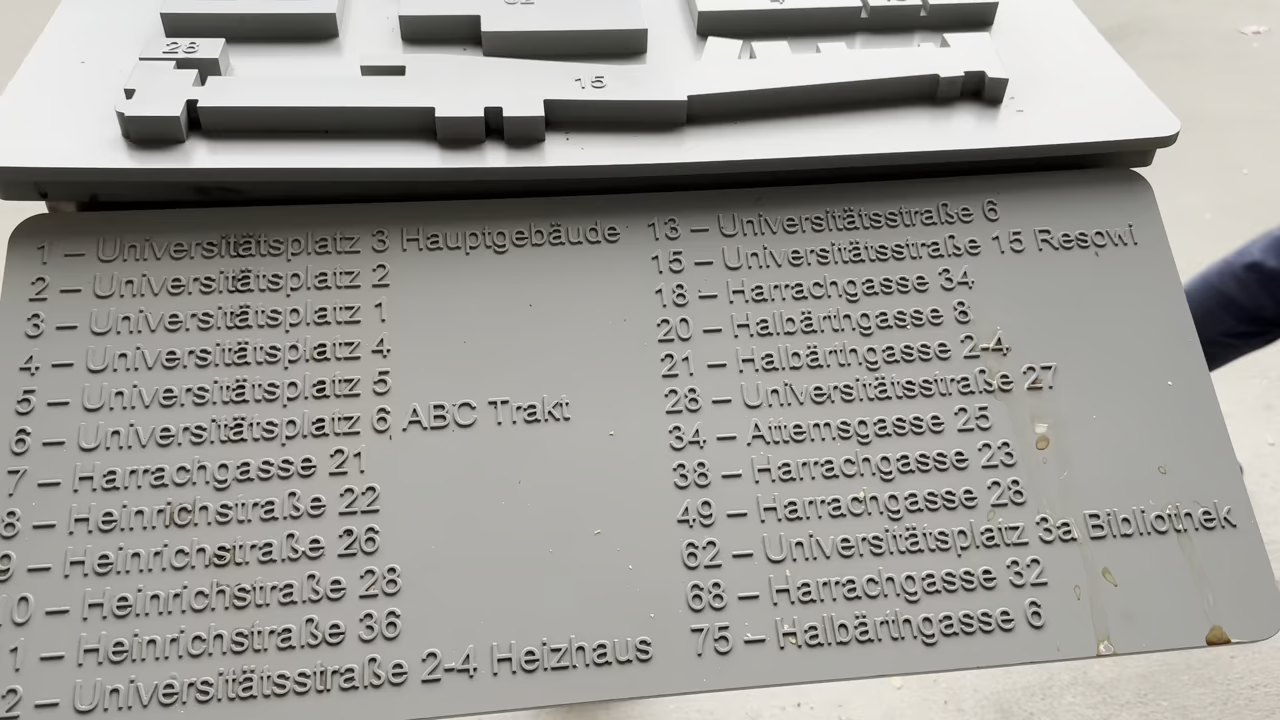 28
15
1 – Universitätsplatz 3 Hauptgebäude
2 – Universitätsplatz 2
3 – Universitätsplatz 1
4 – Universitätsplatz 4
5 – Universitätsplatz 5
6 – Universitätsplatz 6 ABC Trakt
7 – Harrachgasse 21
8 – Heinrichstraße 22
9 – Heinrichstraße 26
10 – Heinrichstraße 28
1 – Heinrichstraße 36
2 – Universitätsstraße 2-4 Heizhaus
13 – Universitätsstraße 6
15 – Universitätsstraße 15 Resowi
18 – Harrachgasse 34
20 – Halbärthgasse 8
21 – Halbärthgasse 2-4
28 – Universitätsstraße 27
34 – Attemsgasse 25
38 – Harrachgasse 23
49 – Harrachgasse 28
62 – Universitätsplatz 3a Bibliothek
68 – Harrachgasse 32
75 – Halbärthgasse 6